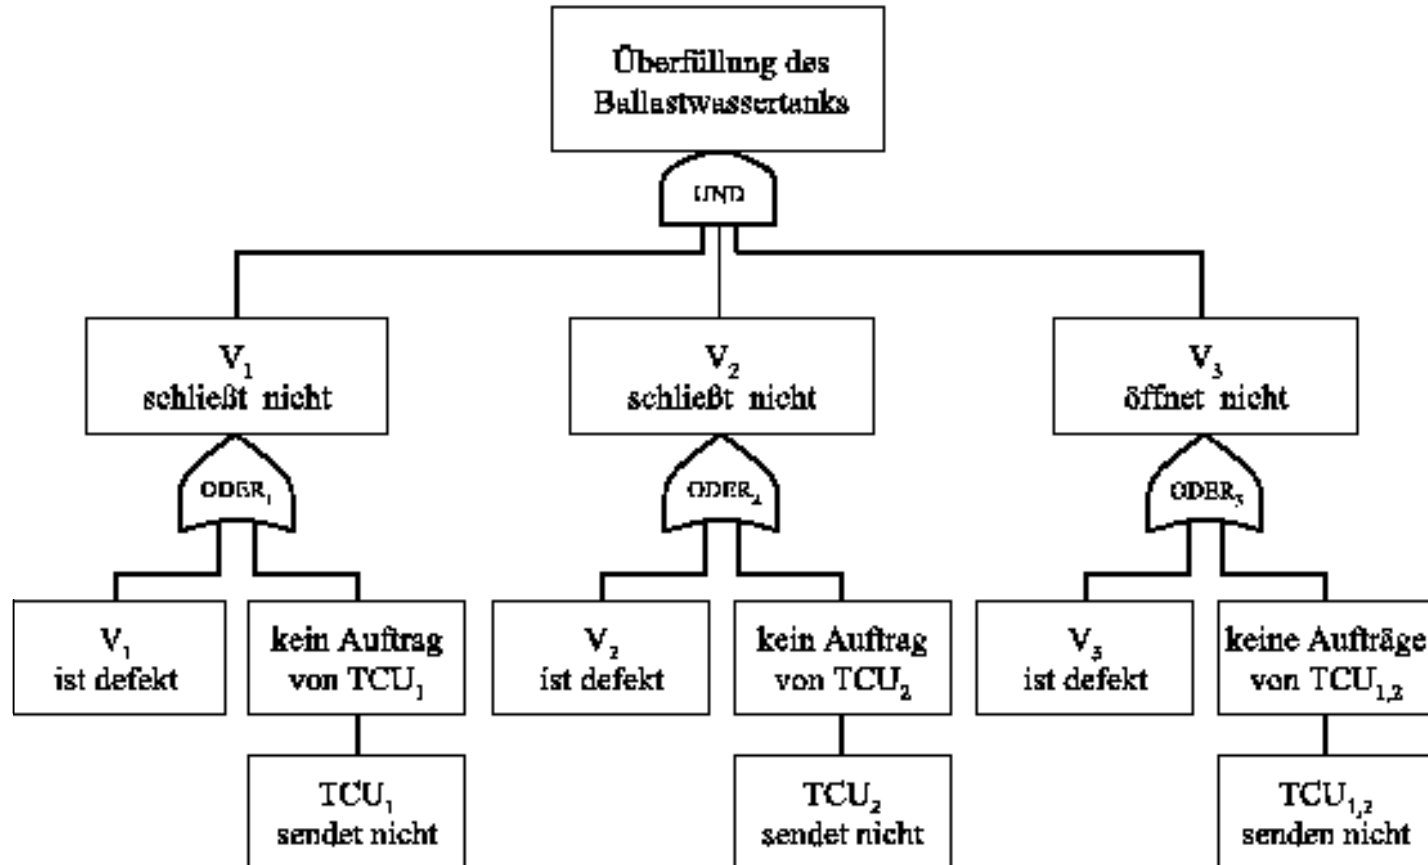 Überfüllung des
Ballastwassertanks
UND
V₁
schließt nicht
V₂
schließt nicht
V₃
öffnet nicht
ODER₁
ODER₂
ODER₃
V₁
ist defekt
kein Auftrag
von TCU₁
V₂
ist defekt
kein Auftrag
von TCU₂
V₃
ist defekt
keine Aufträge
von TCU₁,₂
TCU₁
sendet nicht
TCU₂
sendet nicht
TCU₁,₂
senden nicht